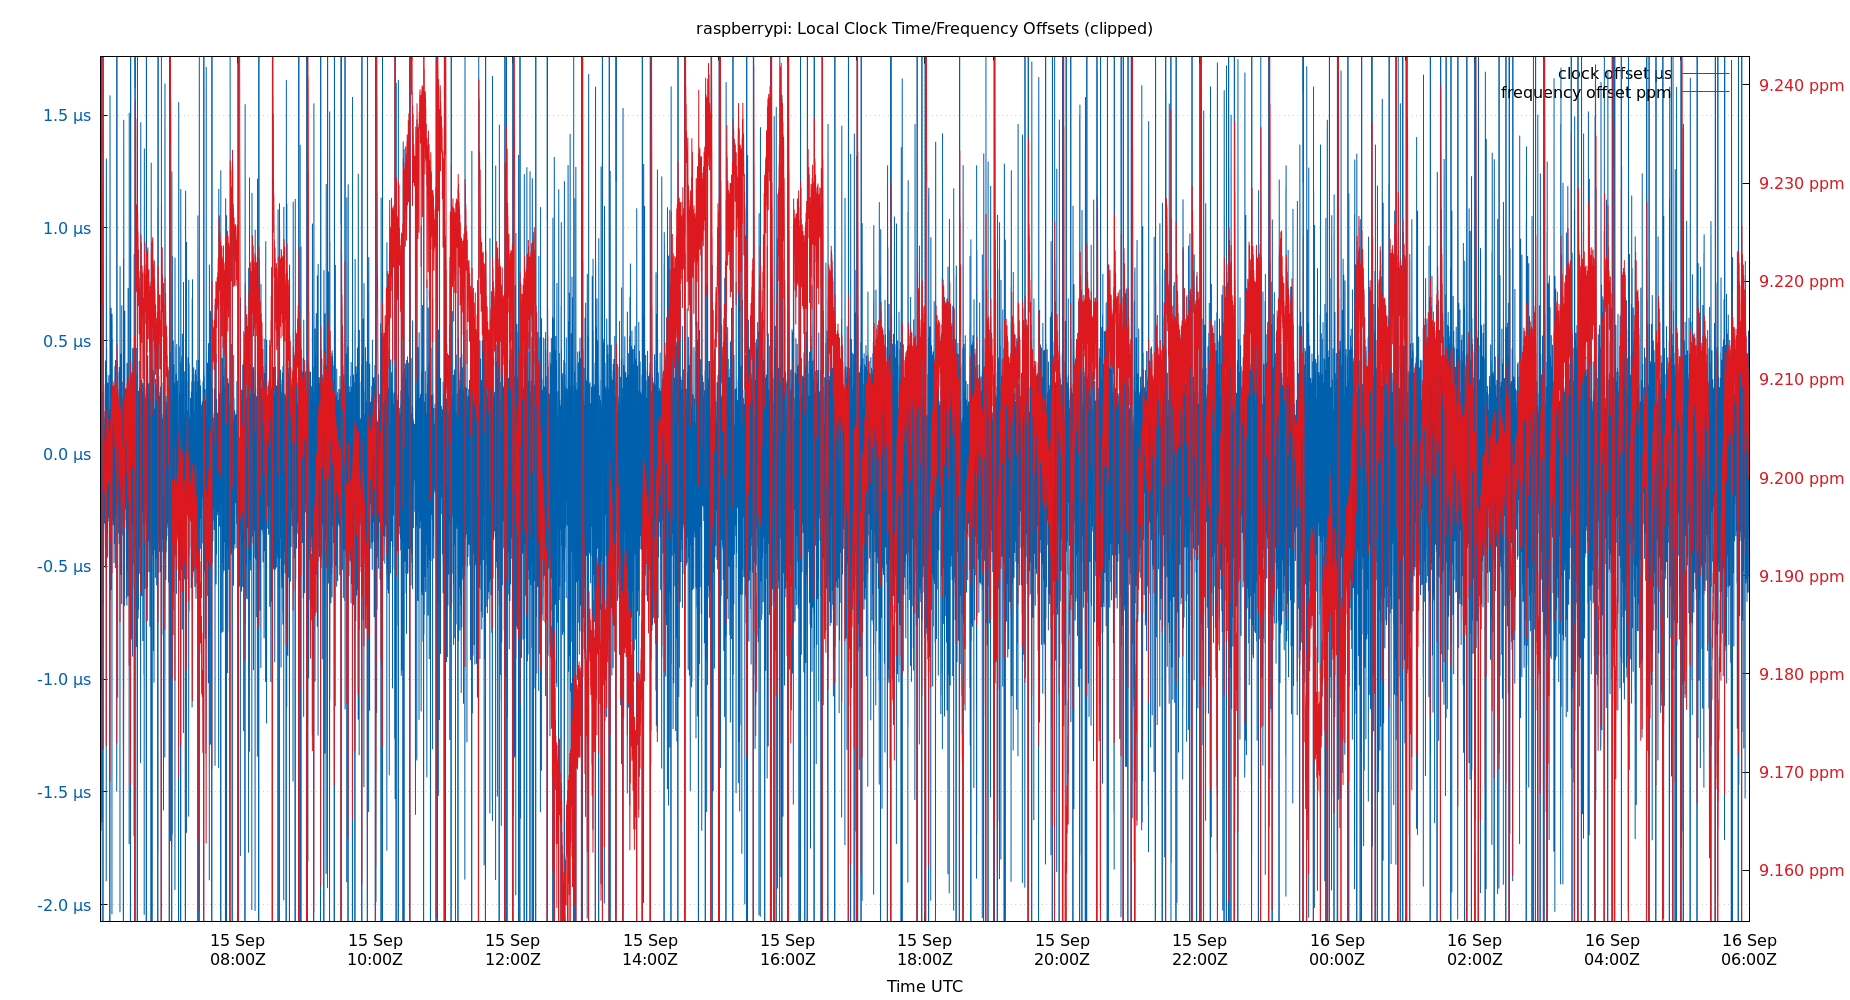 raspberrypi: Local Clock Time/Frequency Offsets (clipped)
clock offset us
frequency offset ppm
1.5 µs
1.0 µs
0.5 µs
0.0 µs
-0.5 µs
-1.0 µs
-1.5 µs
-2.0 µs
9.240 ppm
9.230 ppm
9.220 ppm
9.210 ppm
9.200 ppm
9.190 ppm
9.180 ppm
9.170 ppm
9.160 ppm
15 Sep
08:00Z
15 Sep
10:00Z
15 Sep
12:00Z
15 Sep
14:00Z
15 Sep
16:00Z
15 Sep
18:00Z
15 Sep
20:00Z
15 Sep
22:00Z
16 Sep
00:00Z
16 Sep
02:00Z
16 Sep
04:00Z
16 Sep
06:00Z
Time UTC